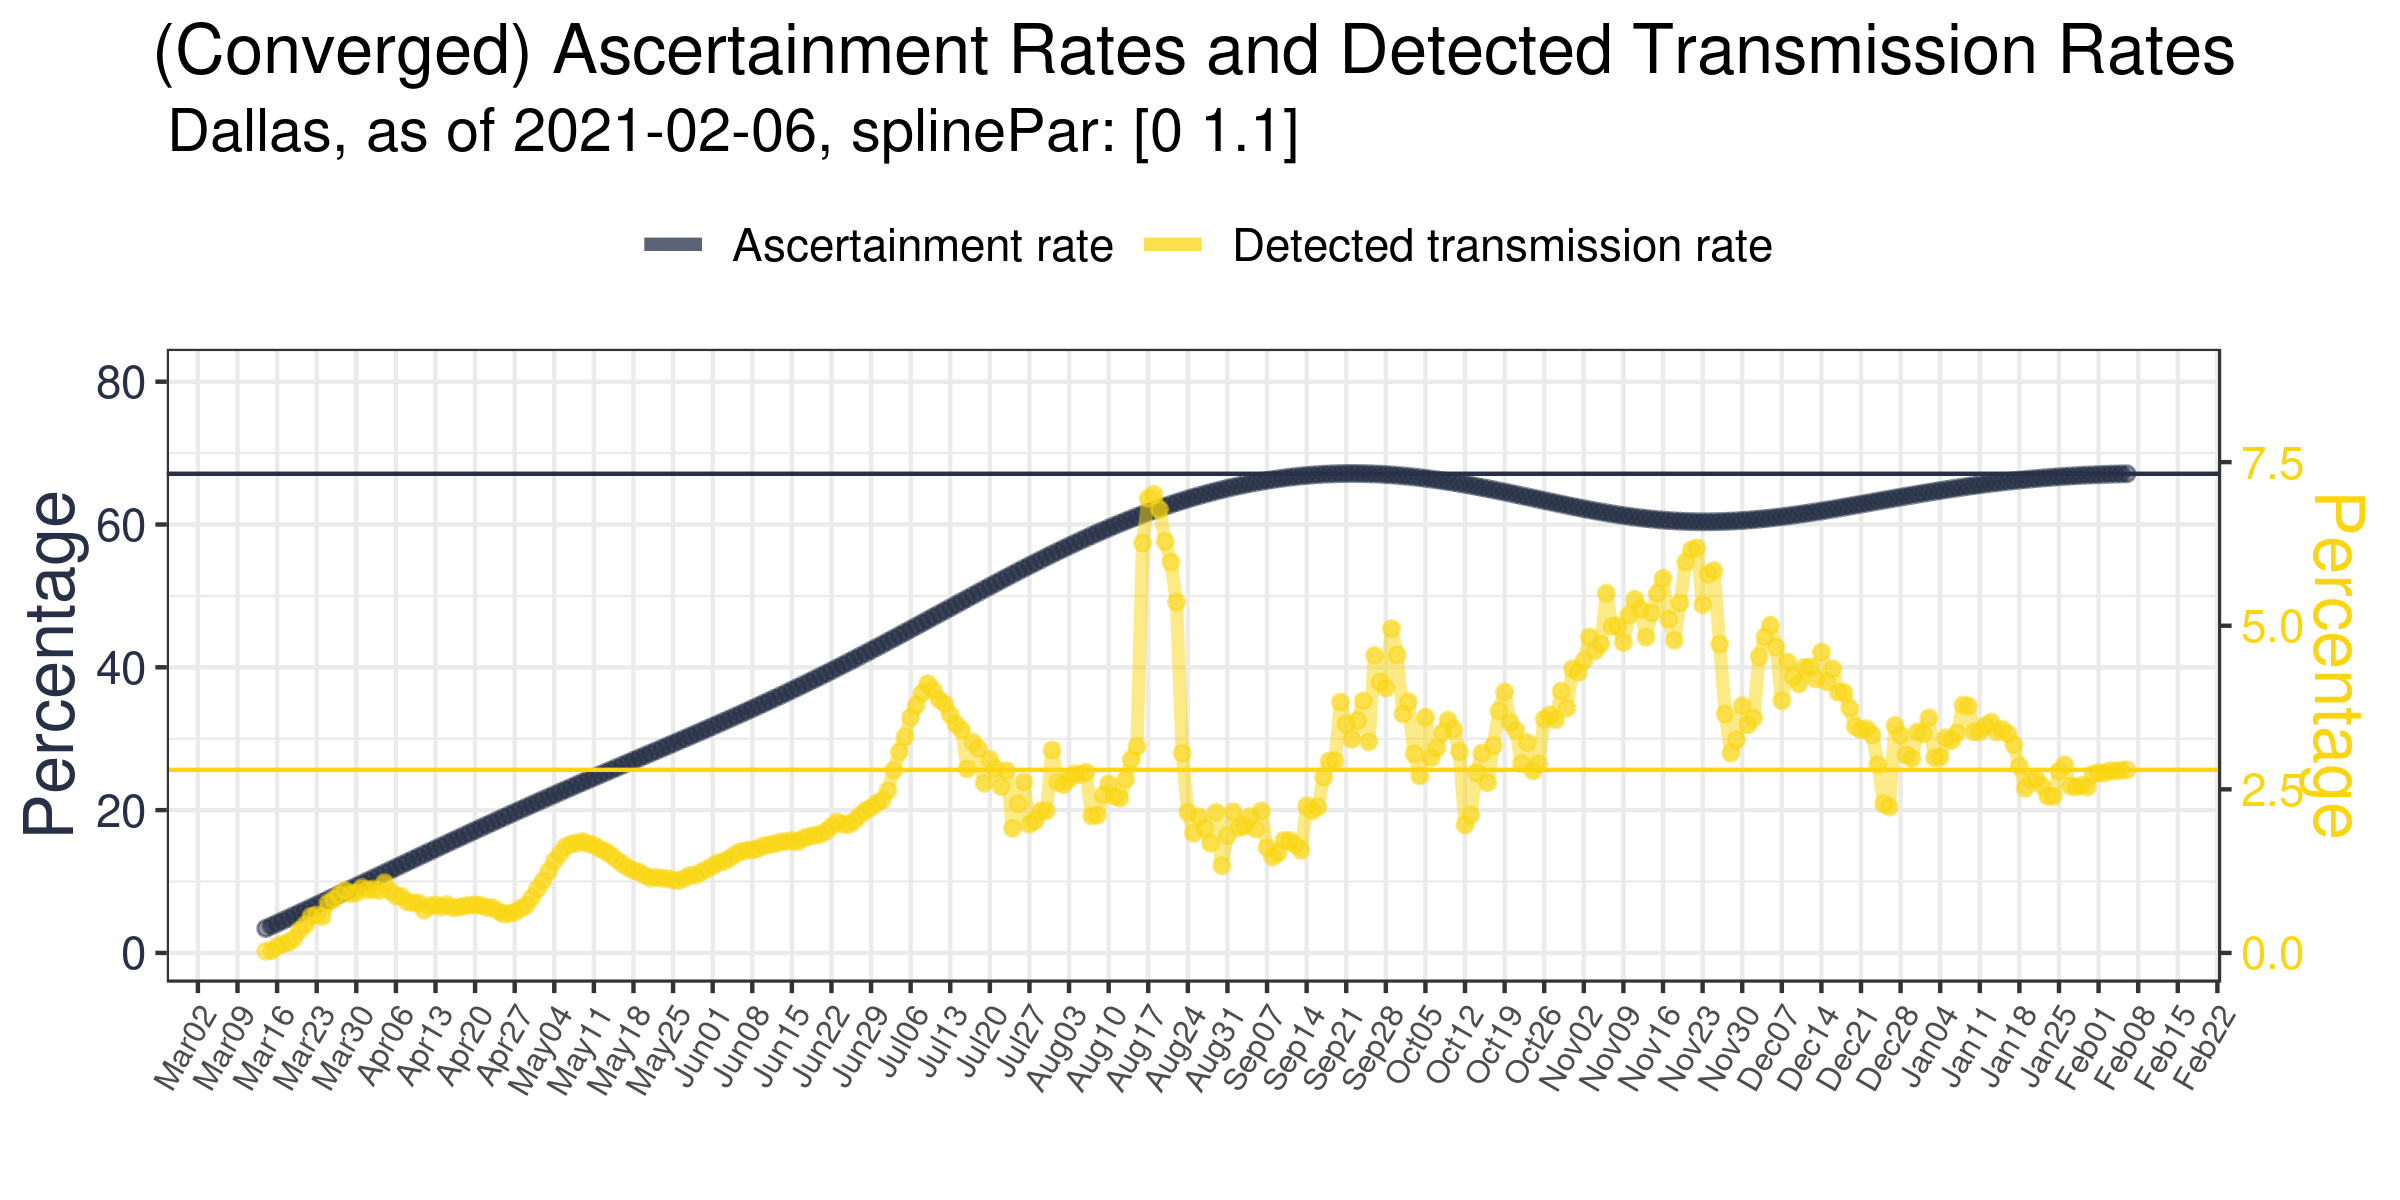 (Converged) Ascertainment Rates and Detected Transmission Rates
Dallas, as of 2021-02-06, splinePar: [0 1.1]
Ascertainment rate
Detected transmission rate
80
60
40
20
0
Percentage
7.5
5.0
2.5
0.0
Percentage
Mar02
Mar09
Mar16
Mar23
Mar30
Apr06
Apr13
Apr20
Apr27
May04
May11
May18
May25
Jun01
Jun08
Jun15
Jun22
Jun29
Jul06
Jul13
Jul20
Jul27
Aug03
Aug10
Aug17
Aug24
Aug31
Sep07
Sep14
Sep21
Sep28
Oct05
Oct12
Oct19
Oct26
Nov02
Nov09
Nov16
Nov23
Nov30
Dec07
Dec14
Dec21
Dec28
Jan04
Jan11
Jan18
Jan25
Feb01
Feb08
Feb15
Feb22